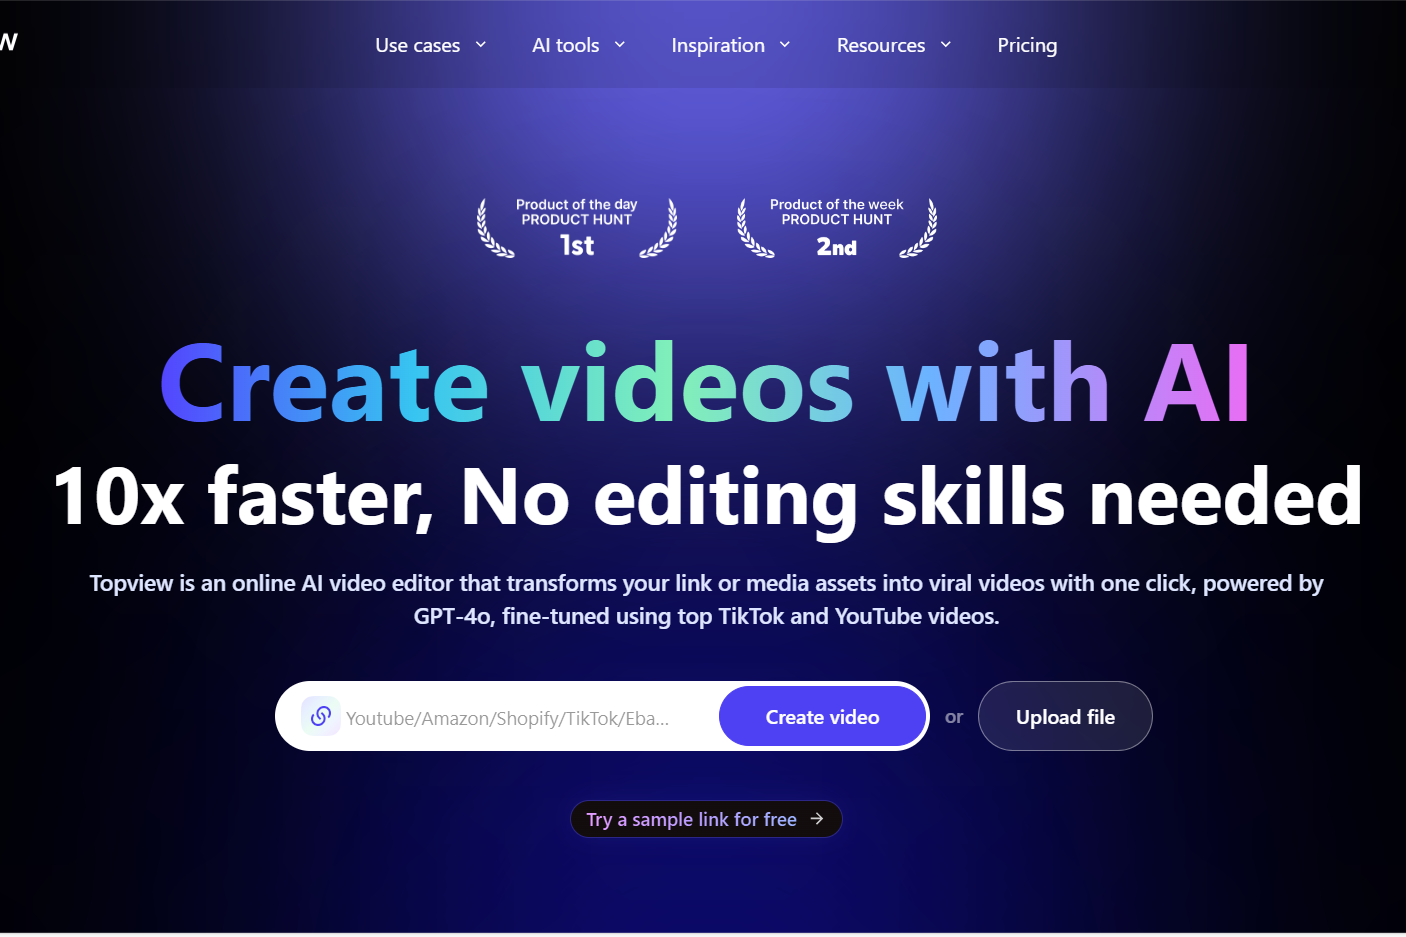 w
Use cases
AI tools
Inspiration
Resources
Pricing
Product of the day
PRODUCT HUNT
1st
Product of the week
PRODUCT HUNT
2nd
Create videos with AI
10x faster, No editing skills needed
Topview is an online AI video editor that transforms your link or media assets into viral videos with one click, powered by
GPT-4o, fine-tuned using top TikTok and YouTube videos.
Youtube/Amazon/Shopify/TikTok/Eba...
Create video
or
Upload file
Try a sample link for free